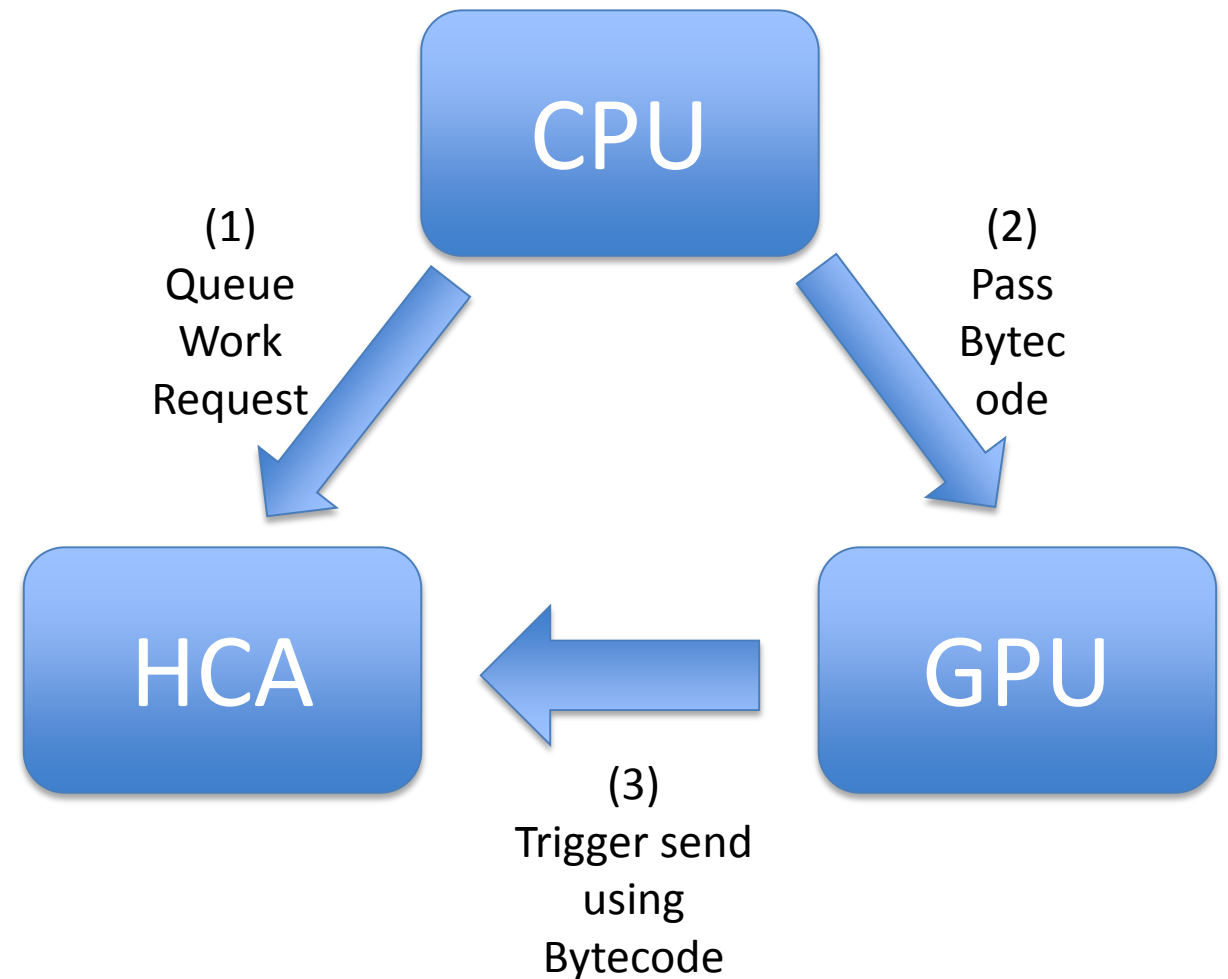 CPU
(1)
Queue
Work
Request
(2)
Pass
Bytec
ode
HCA
GPU
(3)
Trigger send
using
Bytecode